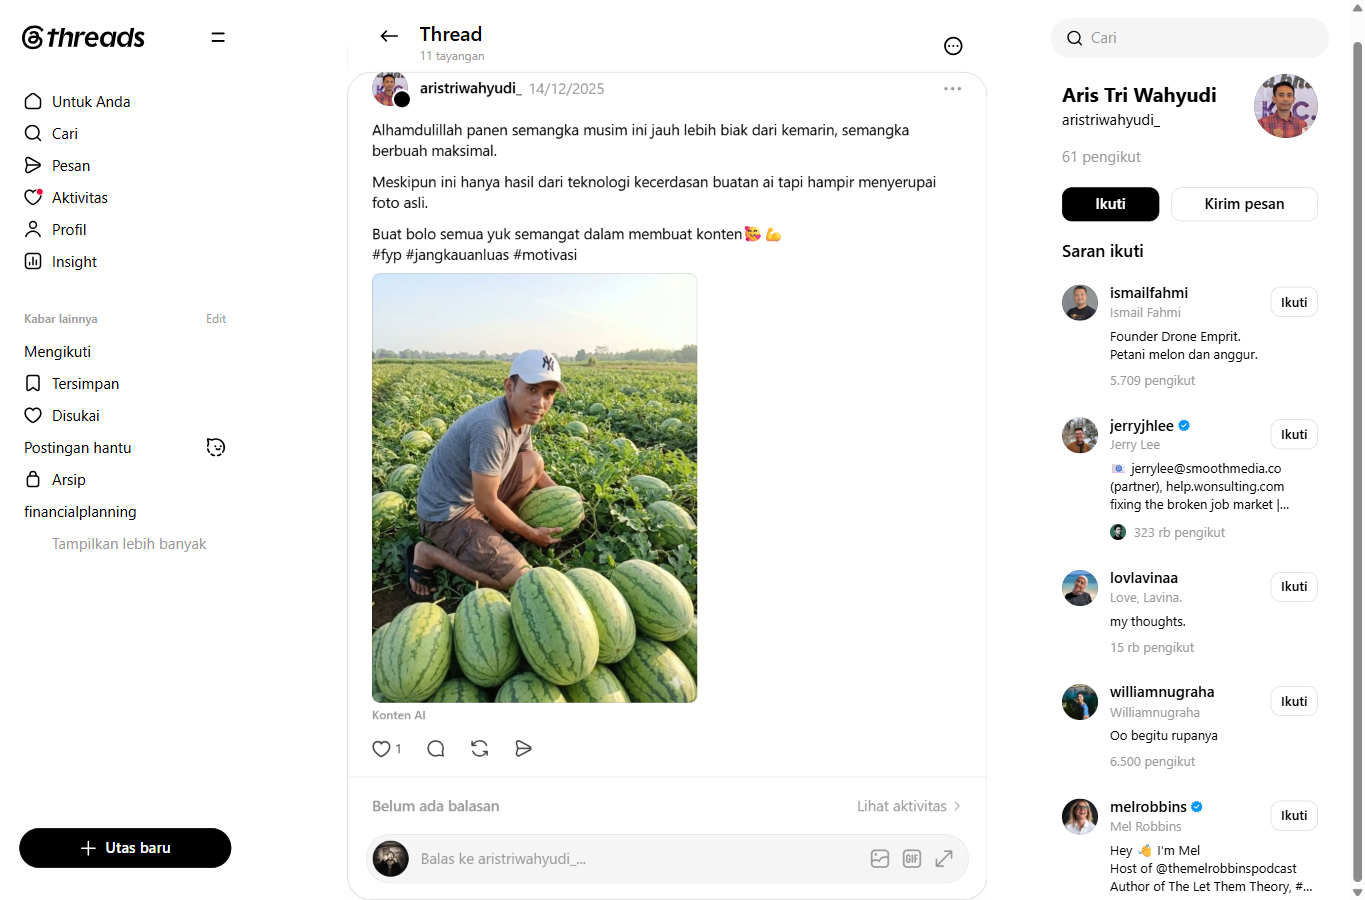 threads
Untuk Anda
Cari
Pesan
Aktivitas
Profil
Insight
Kabar lainnya
Edit
Mengikuti
Tersimpan
Disukai
Postingan hantu
Arsip
financialplanning
Tampilkan lebih banyak
Utas baru
Thread
11 tayangan
aristriwahyudi_ 14/12/2025
Alhamdulillah panen semangka musim ini jauh lebih biak dari kemarin, semangka
berbuah maksimal.
Meskipun ini hanya hasil dari teknologi kecerdasan buatan ai tapi hampir menyerupai
foto asli.
Buat bolo semua yuk semangat dalam membuat konten🥰💪
#fyp #jangkauanluas #motivasi
NY
Konten AI
1
Belum ada balasan
Lihat aktivitas
Balas ke aristriwahyudi_...
GIF
Cari
Aris Tri Wahyudi
aristriwahyudi_
61 pengikut
Ikuti
Kirim pesan
Saran ikuti
ismailfahmi
Ismail Fahmi
Ikuti
Founder Drone Emprit.
Petani melon dan anggur.
5.709 pengikut
jerryjhlee
Jerry Lee
Ikuti
📧 jerrylee@smoothmedia.co
(partner), help.wonsulting.com
fixing the broken job market |...
323 rb pengikut
lovlavinaa
Love, Lavina.
Ikuti
my thoughts.
15 rb pengikut
williamnugraha
Williamnugraha
Ikuti
Oo begitu rupanya
6.500 pengikut
melrobbins
Mel Robbins
Ikuti
Hey 👋 I'm Mel
Host of @themelrobbinspodcast
Author of The Let Them Theory, #...